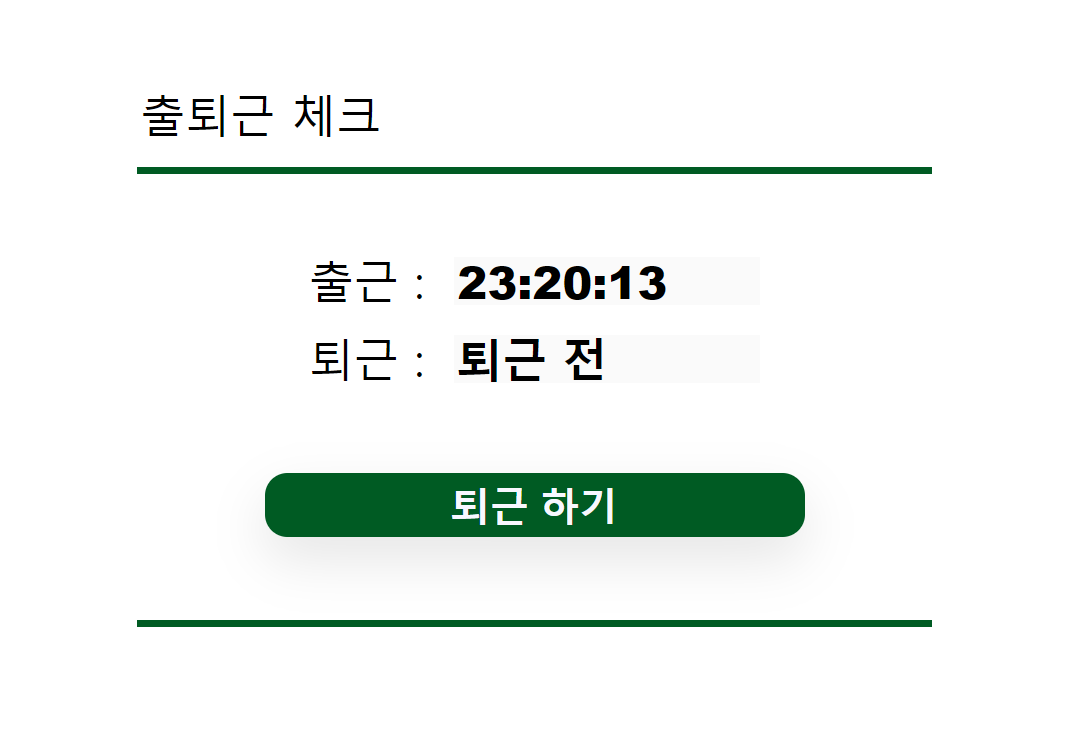 출퇴근 체크
출근 : 23:20:13
퇴근 : 퇴근 전
퇴근 하기